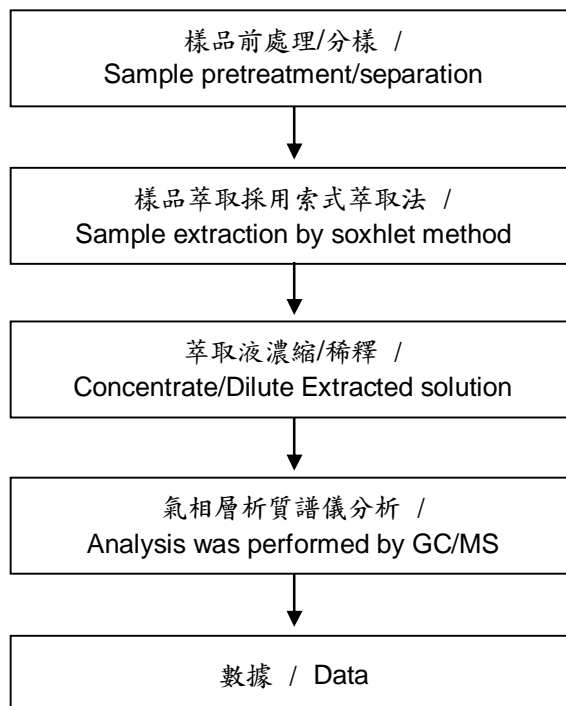 樣品前處理/分樣 /
Sample pretreatment/separation
樣品萃取採用索式萃取法 /
Sample extraction by soxhlet method
萃取液濃縮/稀釋 /
Concentrate/Dilute Extracted solution
氣相層析質譜儀分析 /
Analysis was performed by GC/MS
數據 / Data